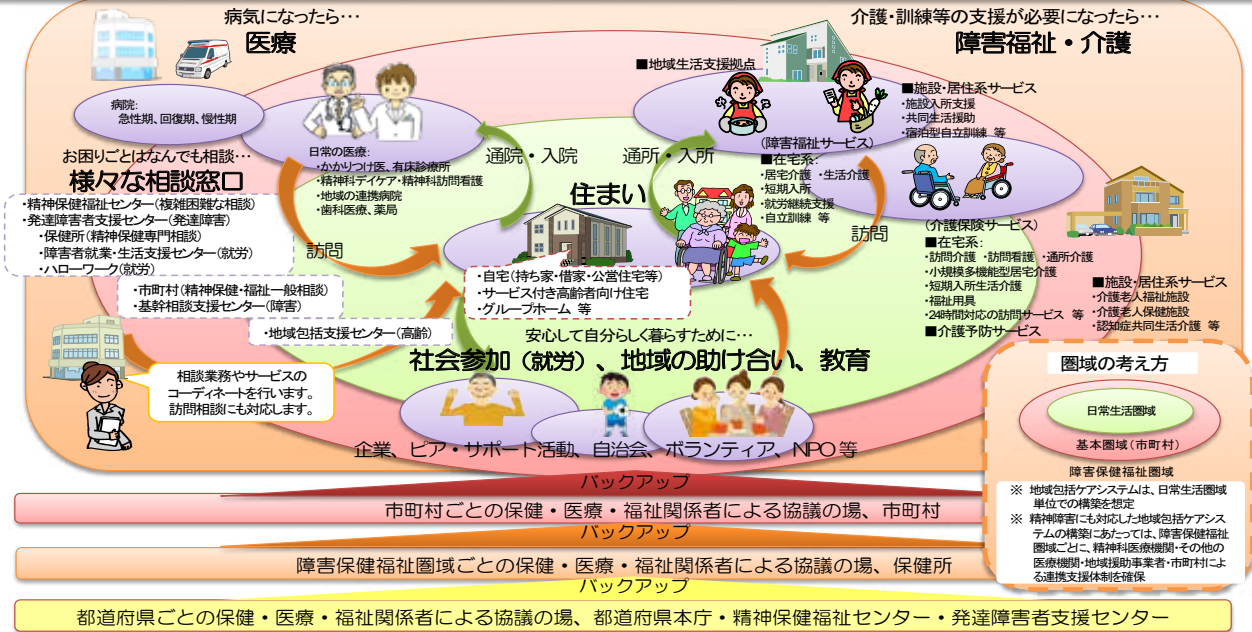 病気になったら…
医療
病院:
急性期、回復期、慢性期
日常の医療:
・かかりつけ医、有床診療所
・精神科デイケア・精神科訪問看護
・地域の連携病院
・歯科医療、薬局
お困りごとはなんでも相談…
様々な相談窓口
・精神保健福祉センター(複雑困難な相談)
・発達障害者支援センター(発達障害)
・保健所(精神保健専門相談)
・障害者就業・生活支援センター(就労)
・ハローワーク(就労)
・市町村(精神保健・福祉一般相談)
・基幹相談支援センター(障害)
・地域包括支援センター(高齢)
相談業務やサービスの
コーディネートを行います。
訪問相談にも対応します。
訪問
通院・入院
通所・入所
住まい
・自宅(持ち家・借家・公営住宅等)
・サービス付き高齢者向け住宅
・グループホーム 等
介護・訓練等の支援が必要になったら…
障害福祉・介護
■地域生活支援拠点
■施設・居住系サービス
・施設入所支援
・共同生活援助
・宿泊型自立訓練 等
(障害福祉サービス)
■在宅系:
・居宅介護 ・生活介護
・短期入所
・就労継続支援
・自立訓練 等
訪問
(介護保険サービス)
■在宅系:
・訪問介護 ・訪問看護 ・通所介護
・小規模多機能型居宅介護
・短期入所生活介護
・福祉用具
・24時間対応の訪問サービス 等
■介護予防サービス
■施設・居住系サービス
・介護老人福祉施設
・介護老人保健施設
・認知症共同生活介護 等
安心して自分らしく暮らすために…
社会参加(就労)、地域の助け合い、教育
企業、ピア・サポート活動、自治会、ボランティア、NPO等
圏域の考え方
日常生活圏域
基本圏域(市町村)
障害保健福祉圏域
※ 地域包括ケアシステムは、日常生活圏域
単位での構築を想定
※ 精神障害にも対応した地域包括ケアシス
テムの構築にあたっては、障害保健福祉
圏域ごとに、精神科医療機関・その他の
医療機関・地域援助事業者・市町村によ
る連携支援体制を確保
バックアップ
市町村ごとの保健・医療・福祉関係者による協議の場、市町村
バックアップ
障害保健福祉圏域ごとの保健・医療・福祉関係者による協議の場、保健所
バックアップ
都道府県ごとの保健・医療・福祉関係者による協議の場、都道府県本庁・精神保健福祉センター・発達障害者支援センター